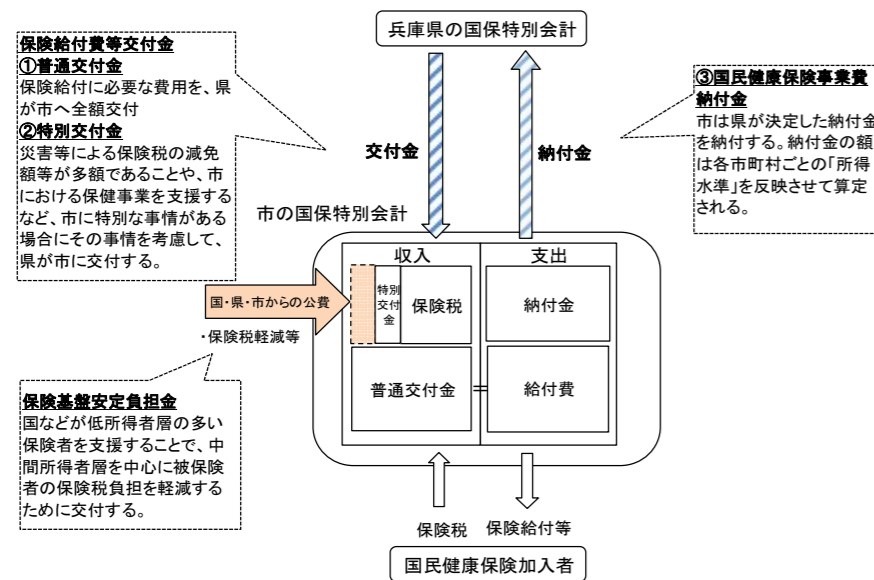 兵庫県の国保特別会計
保険給付費等交付金
①普通交付金
保険給付に必要な費用を、県
が市へ全額交付
②特別交付金
災害等による保険税の減免
額等が多額であることや、市
における保健事業を支援する
など、市に特別な事情がある
場合にその事情を考慮して、
県が市に交付する。
③国民健康保険事業費
納付金
市は県が決定した納付金
を納付する。納付金の額
は各市町村ごとの「所得
水準」を反映させて算定
される。
交付金
納付金
市の国保特別会計
収入
支出
国・県・市からの公費
・保険税軽減等
特別
交付
金
保険税
納付金
普通交付金
=
給付費
保険基盤安定負担金
国などが低所得者層の多い
保険者を支援することで、中
間所得者層を中心に被保険
者の保険税負担を軽減する
ために交付する。
保険税
保険給付等
国民健康保険加入者